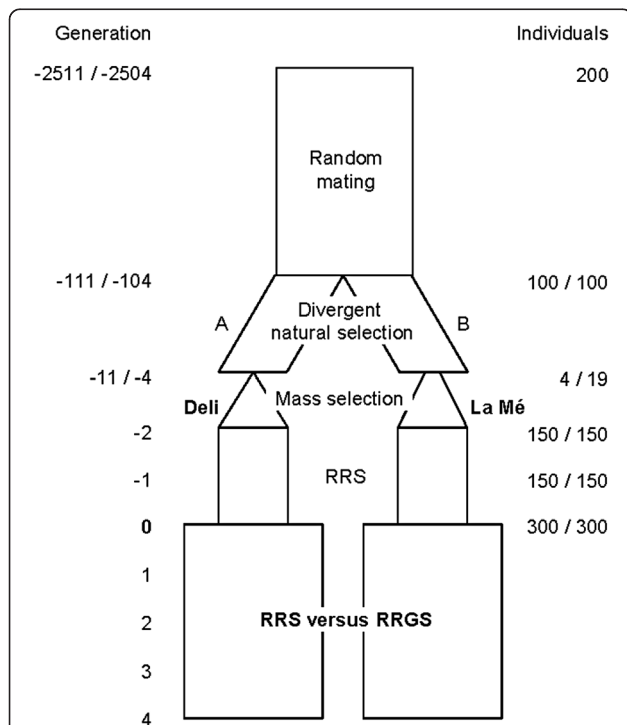 Generation Individuals
-2511 / -2504 200
Random
mating
-111 / -104 100 / 100
A Divergent B
natural selection
-11 / -4 4 / 19
Deli Mass selection La Mé
-2 150 / 150
-1 RRS 150 / 150
0 300 / 300
1
2 RRS versus RRGS
3
4